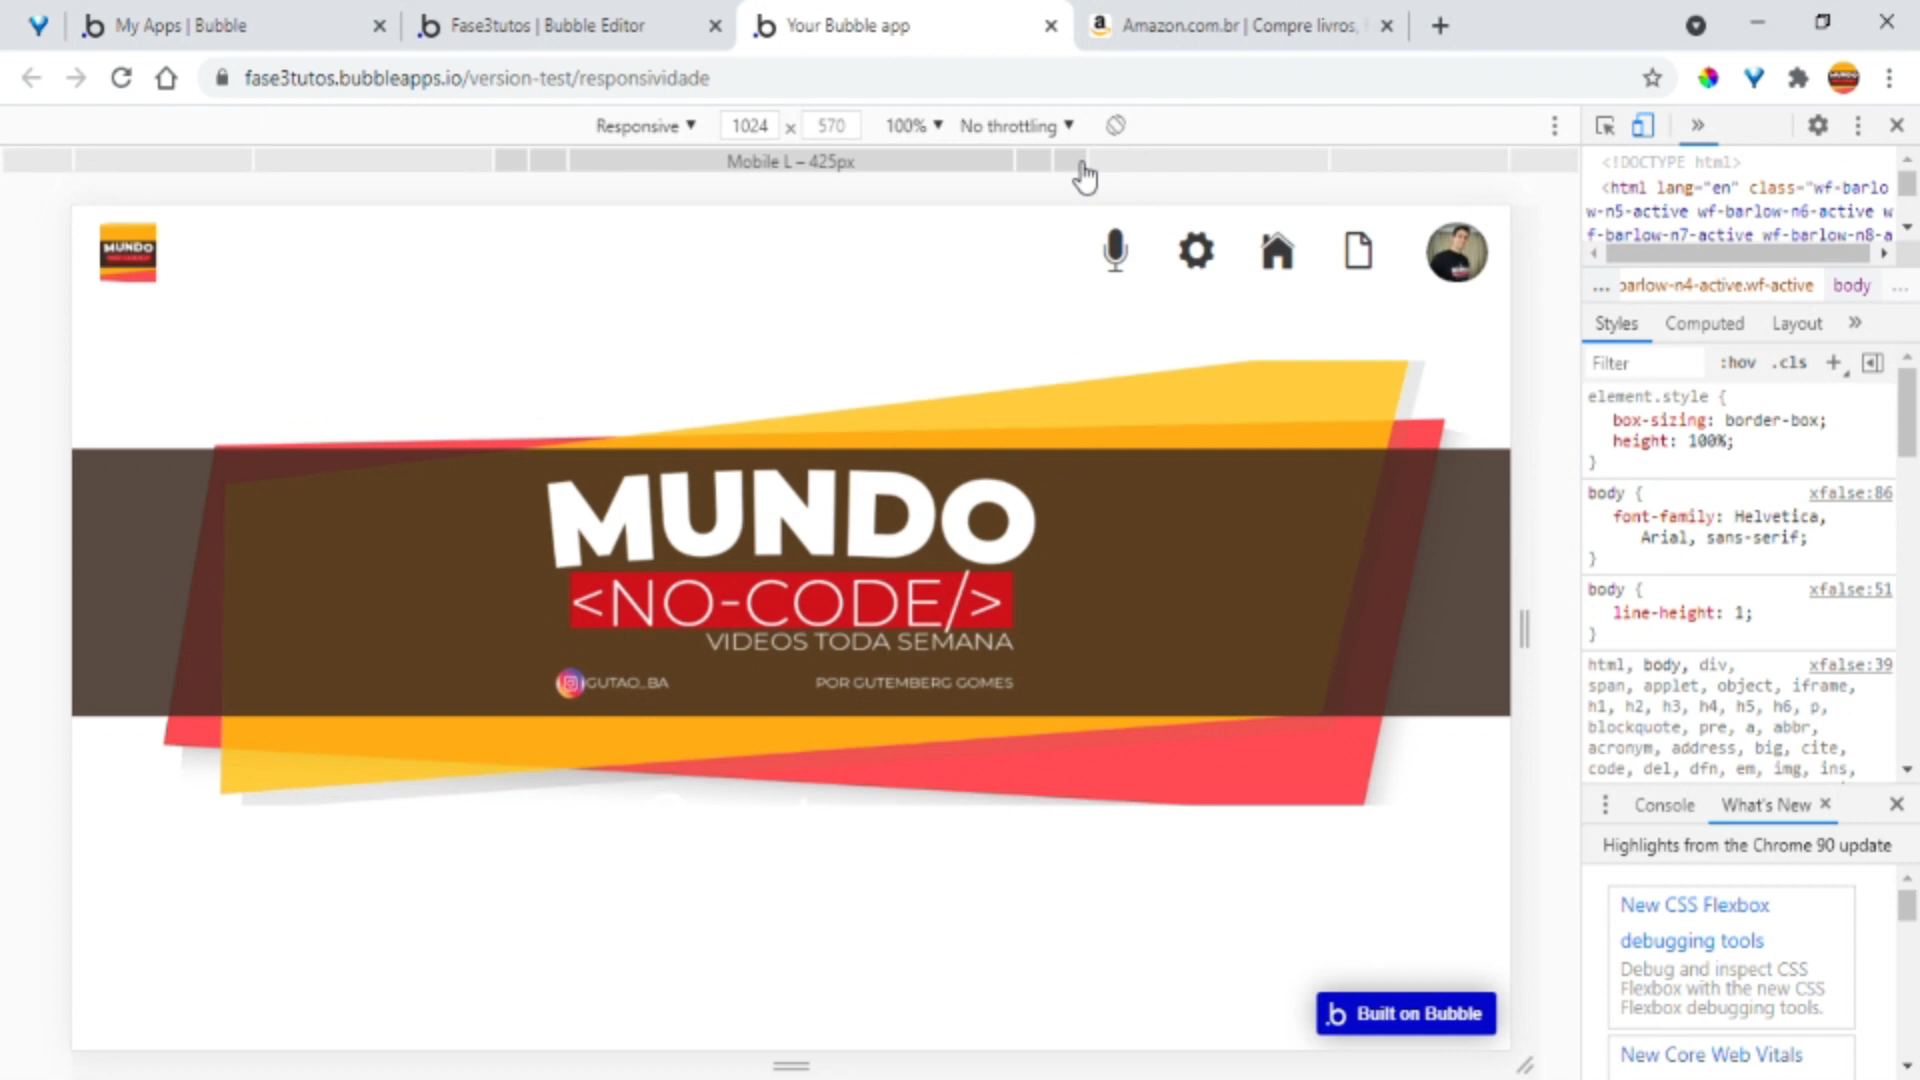 My Apps | Bubble
Fase3tutos | Bubble Editor
Your Bubble app
Amazon.com.br | Compre livros,
fase3tutos.bubbleapps.io/version-test/responsividade
Responsive 1024 x 570 100% No throttling
Mobile L – 425px
MUNDO
MUNDO
<NO-CODE/>
VIDEOS TODA SEMANA
GUTAO_BA
POR GUTEMBERG GOMES
Built on Bubble
<!DOCTYPE html>
<html lang="en" class="wf-barlo
w-n5-active wf-barlow-n6-active w
f-barlow-n7-active wf-barlow-n8-a
... barlow-n4-active.wf-active body ...
Styles Computed Layout
Filter :hov .cls
element.style {
box-sizing: border-box;
height: 100%;
}
body { xfalse:86
font-family: Helvetica,
Arial, sans-serif;
}
body { xfalse:51
line-height: 1;
}
html, body, div, xfalse:39
span, applet, object, iframe,
h1, h2, h3, h4, h5, h6, p,
blockquote, pre, a, abbr,
acronym, address, big, cite,
code, del, dfn, em, img, ins,
Console What's New
Highlights from the Chrome 90 update
New CSS Flexbox
debugging tools
Debug and inspect CSS
Flexbox with the new CSS
Flexbox debugging tools.
New Core Web Vitals